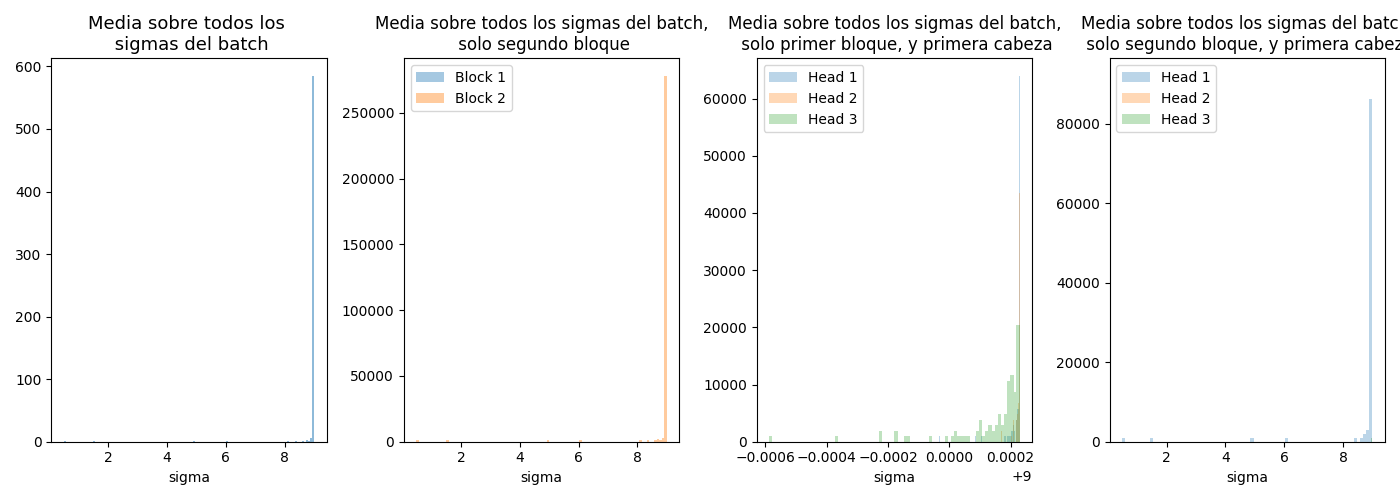 Media sobre todos los
sigmas del batch
600
500
400
300
200
100
0
2 4 6 8
sigma
Media sobre todos los sigmas del batch,
solo segundo bloque
Block 1
Block 2
250000
200000
150000
100000
50000
0
2 4 6 8
sigma
Media sobre todos los sigmas del batch,
solo primer bloque, y primera cabeza
Head 1
Head 2
Head 3
60000
50000
40000
30000
20000
10000
0
−0.0006 −0.0004 −0.0002 0.0000 0.0002
sigma
+9
Media sobre todos los sigmas del batc
solo segundo bloque, y primera cabez
Head 1
Head 2
Head 3
80000
60000
40000
20000
0
2 4 6 8
sigma